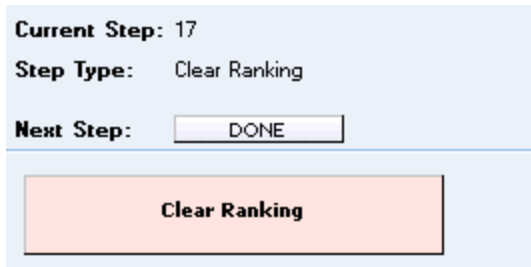 Current Step: 17
Step Type: Clear Ranking
Next Step: DONE
Clear Ranking